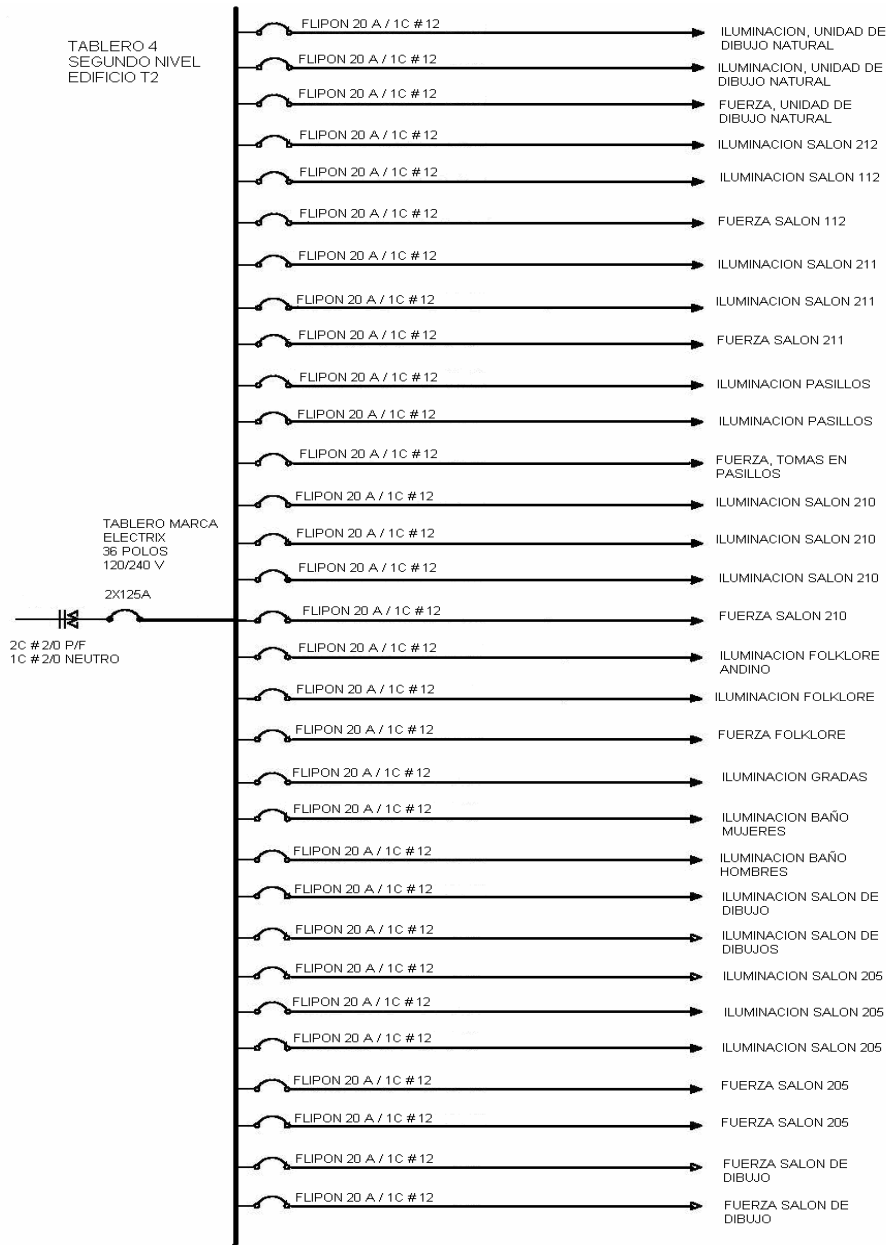 TABLERO 4
SEGUNDO NIVEL
EDIFICIO T2
FLIPON 20 A / 1C # 12
ILUMINACION, UNIDAD DE
DIBUJO NATURAL
FLIPON 20 A / 1C # 12
ILUMINACION, UNIDAD DE
DIBUJO NATURAL
FLIPON 20 A / 1C # 12
FUERZA, UNIDAD DE
DIBUJO NATURAL
FLIPON 20 A / 1C # 12
ILUMINACION SALON 212
FLIPON 20 A / 1C # 12
ILUMINACION SALON 112
FLIPON 20 A / 1C # 12
FUERZA SALON 112
FLIPON 20 A / 1C # 12
ILUMINACION SALON 211
FLIPON 20 A / 1C # 12
ILUMINACION SALON 211
FLIPON 20 A / 1C # 12
FUERZA SALON 211
FLIPON 20 A / 1C # 12
ILUMINACION PASILLOS
FLIPON 20 A / 1C # 12
ILUMINACION PASILLOS
FLIPON 20 A / 1C # 12
FUERZA, TOMAS EN
PASILLOS
FLIPON 20 A / 1C # 12
ILUMINACION SALON 210
FLIPON 20 A / 1C # 12
ILUMINACION SALON 210
FLIPON 20 A / 1C # 12
ILUMINACION SALON 210
TABLERO MARCA
ELECTRIX
36 POLOS
120/240 V
2X125A
2C # 2/0 P/F
1C # 2/0 NEUTRO
FLIPON 20 A / 1C # 12
FUERZA SALON 210
FLIPON 20 A / 1C # 12
ILUMINACION FOLKLORE
ANDINO
FLIPON 20 A / 1C # 12
ILUMINACION FOLKLORE
FLIPON 20 A / 1C # 12
FUERZA FOLKLORE
FLIPON 20 A / 1C # 12
ILUMINACION GRADAS
FLIPON 20 A / 1C # 12
ILUMINACION BAÑO
MUJERES
FLIPON 20 A / 1C # 12
ILUMINACION BAÑO
HOMBRES
FLIPON 20 A / 1C # 12
ILUMINACION SALON DE
DIBUJO
FLIPON 20 A / 1C # 12
ILUMINACION SALON DE
DIBUJOS
FLIPON 20 A / 1C # 12
ILUMINACION SALON 205
FLIPON 20 A / 1C # 12
ILUMINACION SALON 205
FLIPON 20 A / 1C # 12
ILUMINACION SALON 205
FLIPON 20 A / 1C # 12
FUERZA SALON 205
FLIPON 20 A / 1C # 12
FUERZA SALON 205
FLIPON 20 A / 1C # 12
FUERZA SALON DE
DIBUJO
FLIPON 20 A / 1C # 12
FUERZA SALON DE
DIBUJO